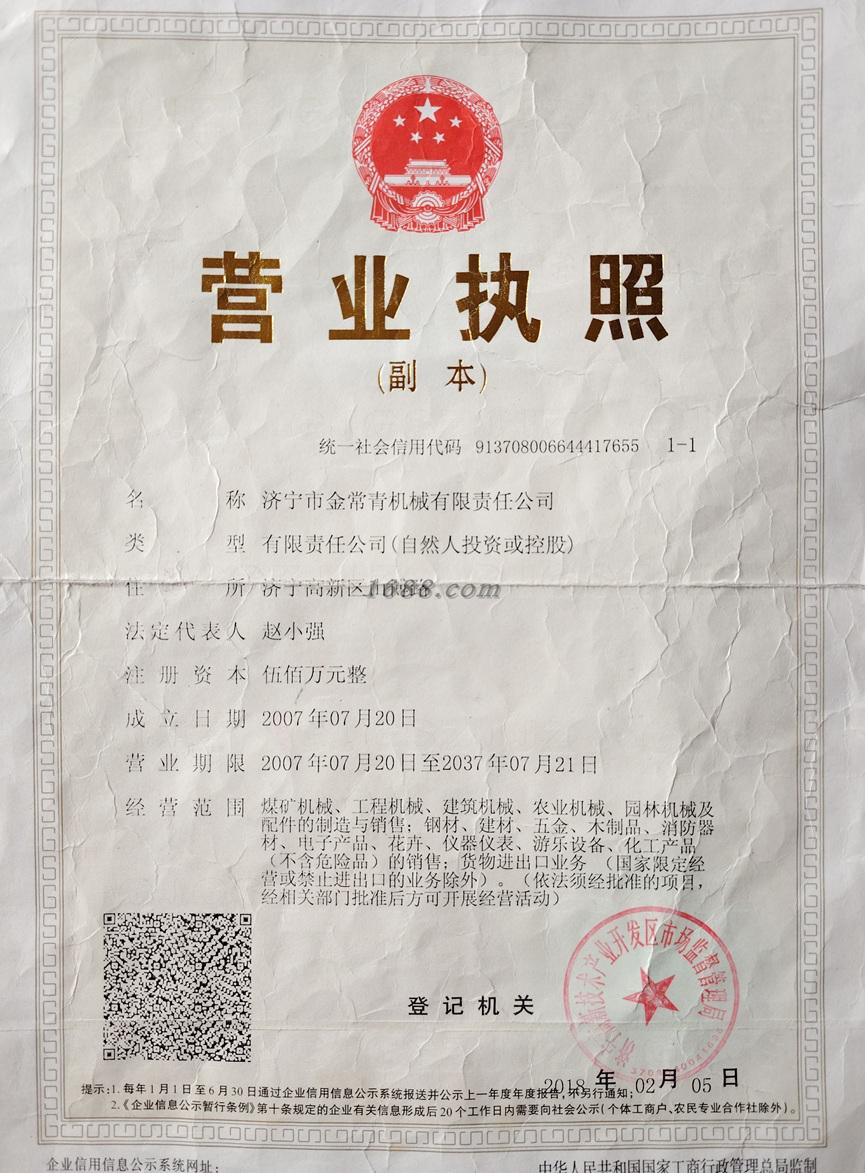 营业执照
(副 本)
统一社会信用代码 913708006644417655 1-1
名 称 济宁市金常青机械有限责任公司
类 型 有限责任公司(自然人投资或控股)
住 所 济宁高新区
1688.com
法定代表人 赵小强
注册资本 伍佰万元整
成立日期 2007年07月20日
营业期限 2007年07月20日至2037年07月21日
经营范围 煤矿机械、工程机械、建筑机械、农业机械、园林机械及
配件的制造与销售；钢材、建材、五金、木制品、消防器
材、电子产品、花卉、仪器仪表、游乐设备、化工产品
（不含危险品）的销售；货物进出口业务 （国家限定经
营或禁止进出口的业务除外）。（依法须经批准的项目，
经相关部门批准后方可开展经营活动）
新技术产业开发区市场监督管理局
登记机关
2018年 02月 05日
提示：1.每年1月1日至6月30日通过企业信用信息公示系统报送并公示上一年度年度报告，不另行通知；
2.《企业信息公示暂行条例》第十条规定的企业有关信息形成后20个工作日内需要向社会公示(个体工商户、农民专业合作社除外)。
企业信用信息公示系统网址：
中华人民共和国国家工商行政管理总局监制